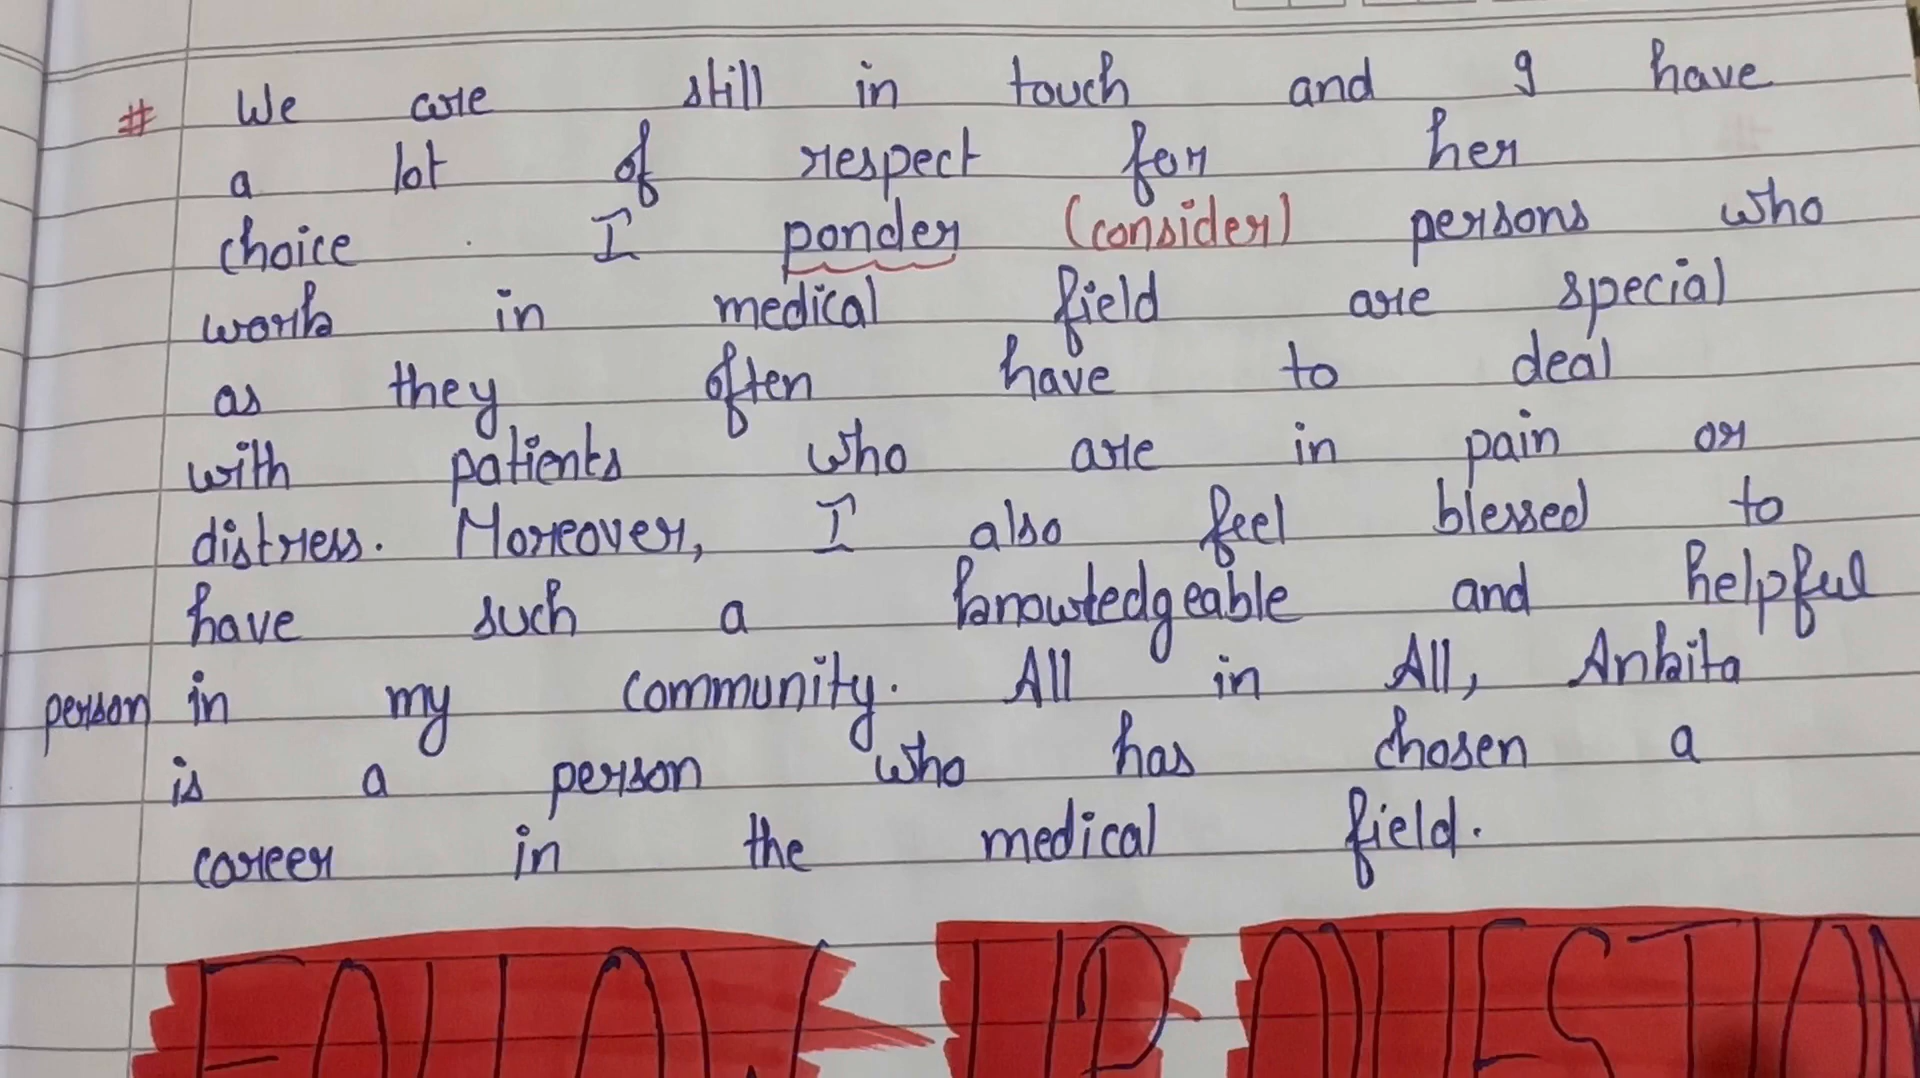 # We are still in touch and I have
a lot of respect for her
choice. I ponder (consider) persons who
work in medical field are special
as they often have to deal
with patients who are in pain or
distress. Moreover, I also feel blessed to
have such a knowledgeable and helpful
person in my community. All in All, Ankita
is a person who has chosen a
career in the medical field.
FOLLOW UP QUESTION